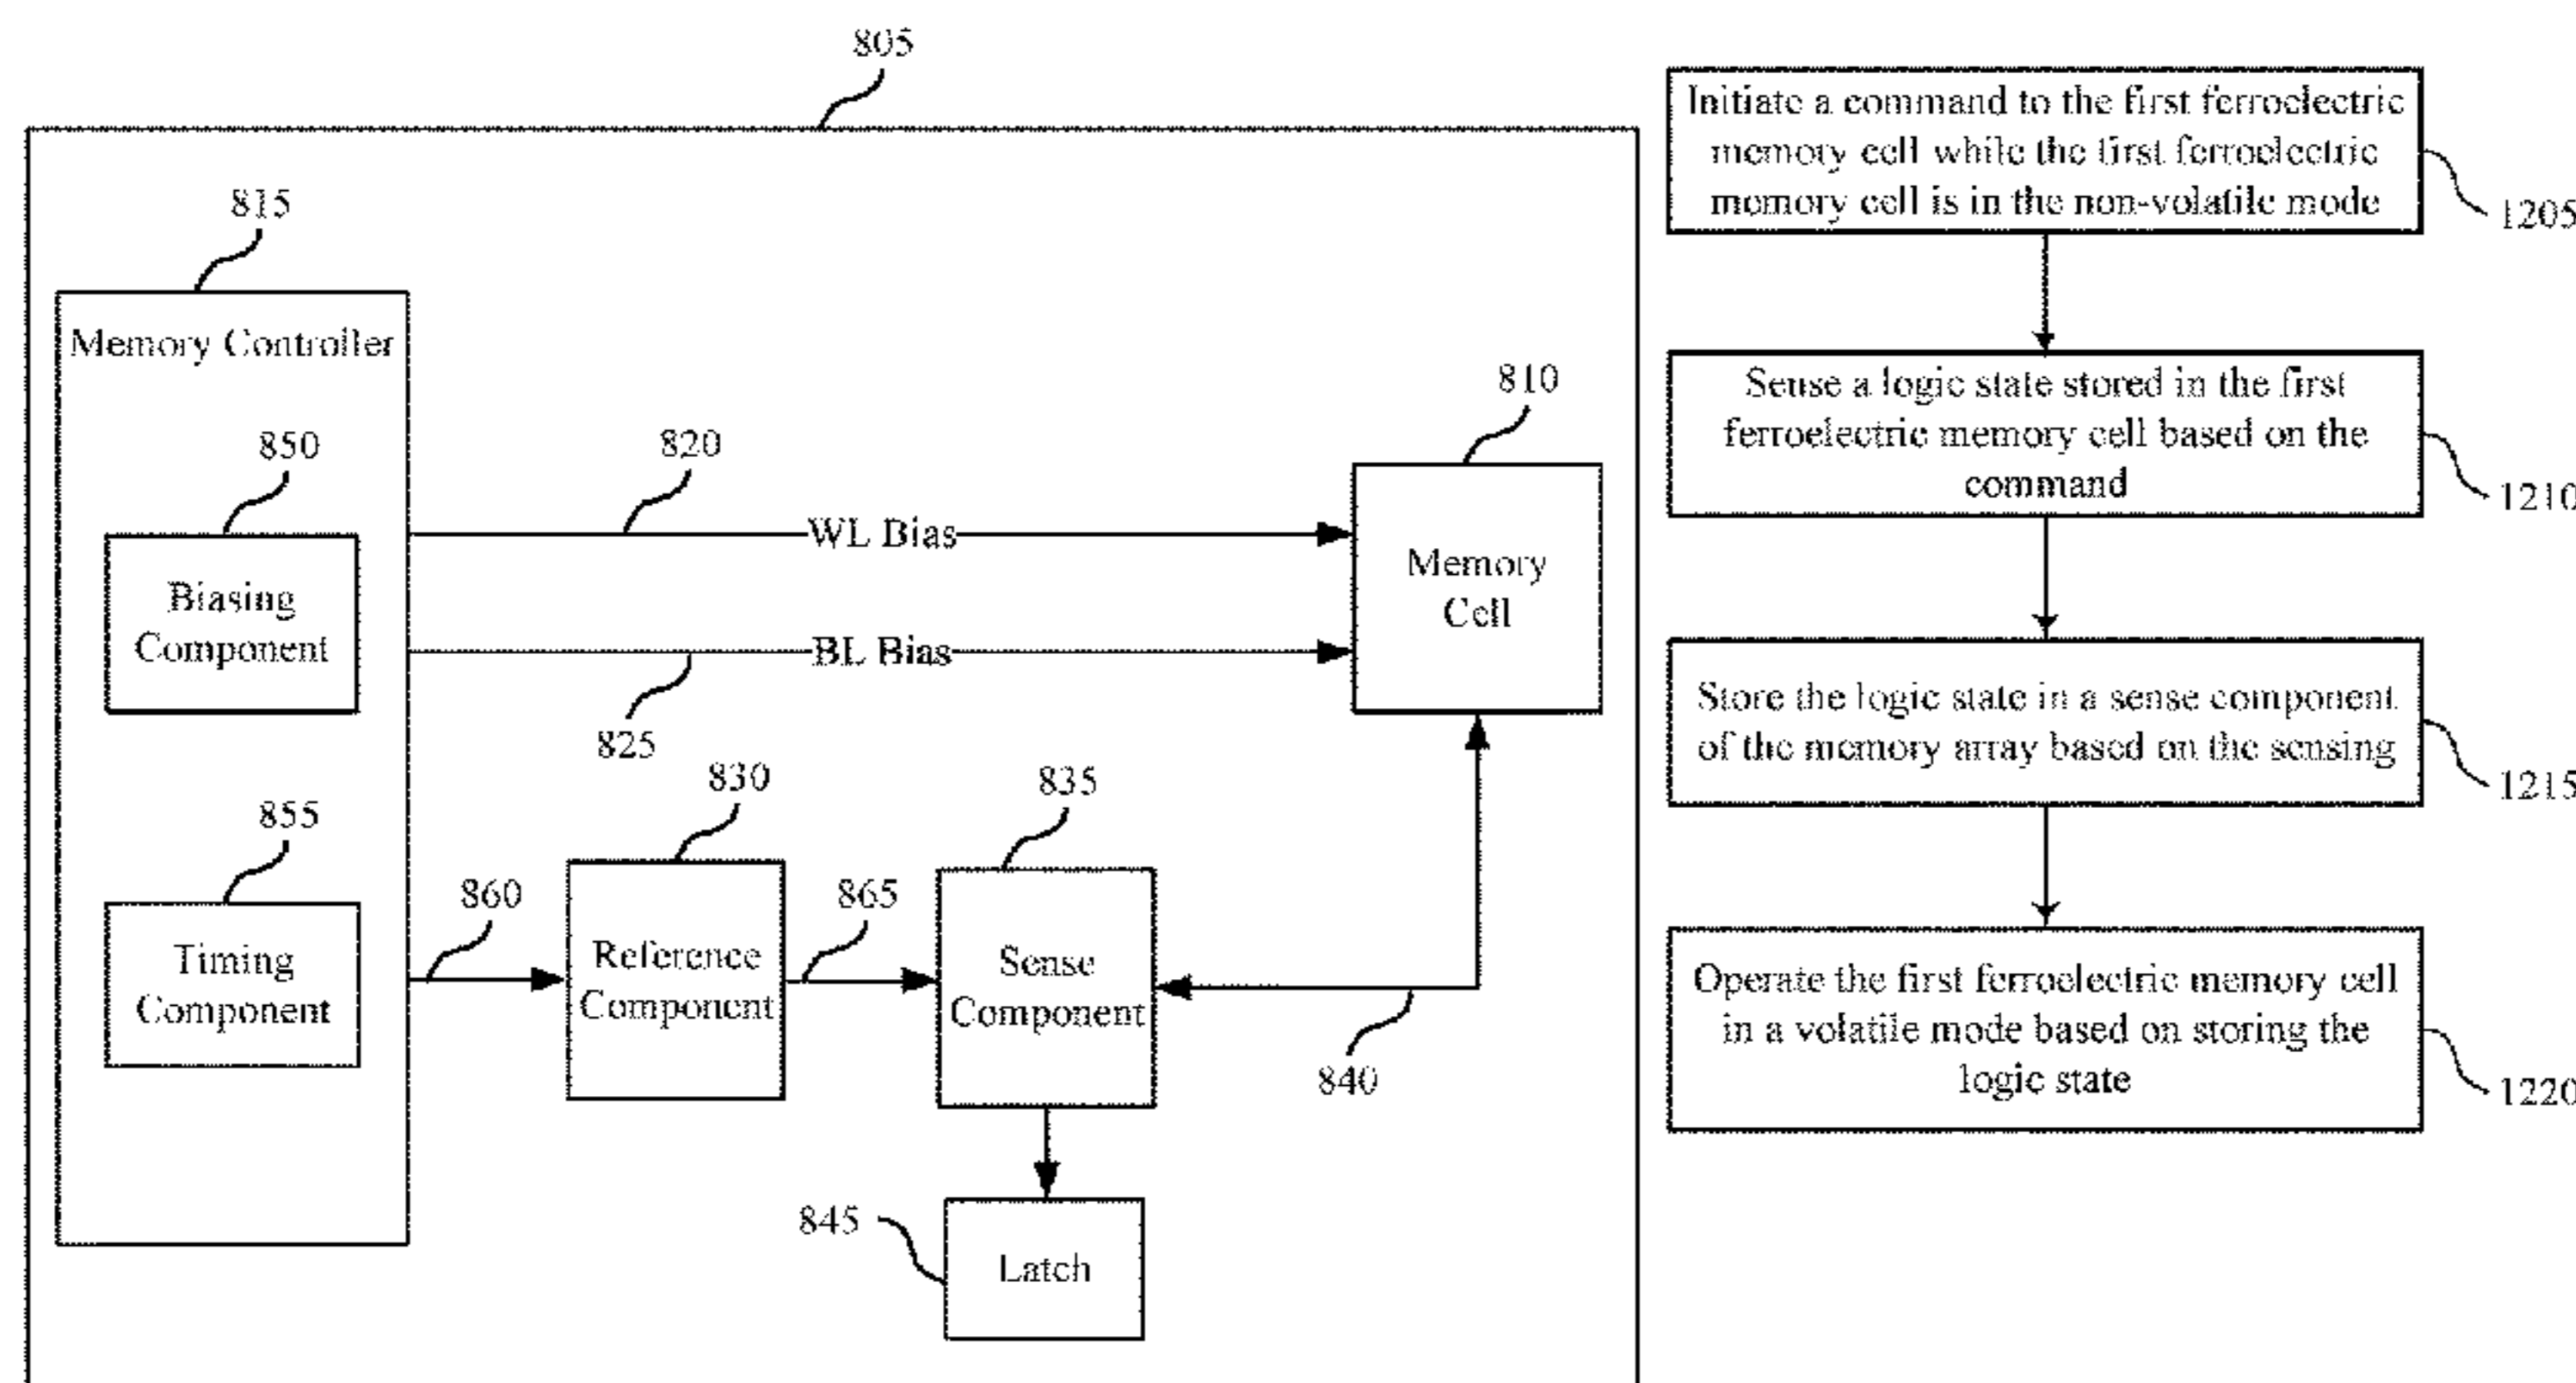 805
815
Memory Controller
850
Biasing
Component
855
Timing
Component
820
WL Bias
BL Bias
825
810
Memory
Cell
830
860
Reference
Component
865
835
Sense
Component
840
845
Latch
Initiate a command to the first ferroelectric
memory cell while the first ferroelectric
memory cell is in the non-volatile mode
1205
Sense a logic state stored in the first
ferroelectric memory cell based on the
command
1210
Store the logic state in a sense component
of the memory array based on the sensing
1215
Operate the first ferroelectric memory cell
in a volatile mode based on storing the
logic state
1220